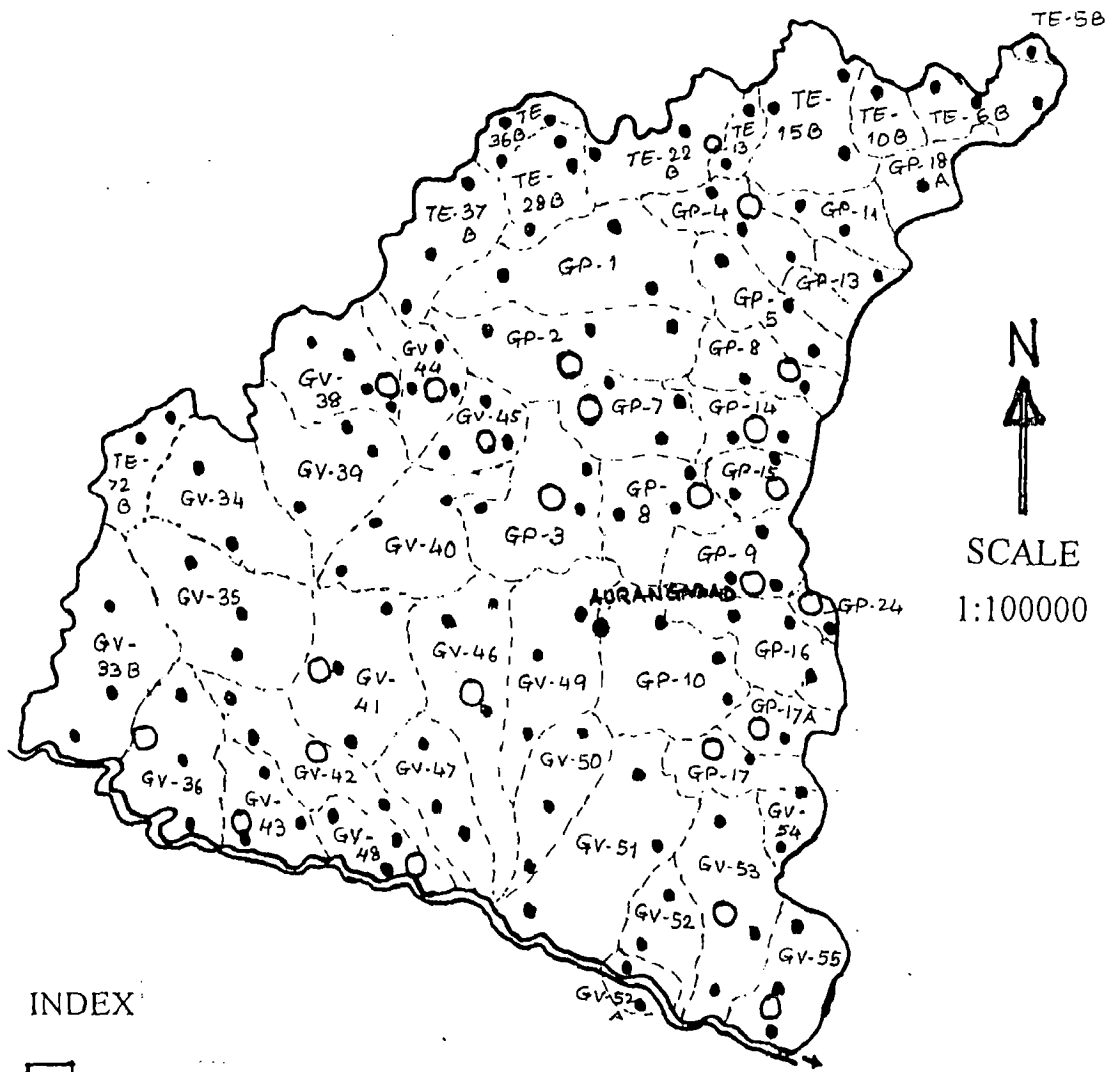 TE-5B
TE
36B
TE-22
B
TE
13
TE-
15B
TE-
10B
TE-6B
GP-18
A
TE-
28B
TE-37
B
GP-4
GP-11
GP-1
GP-13
GP-
5
GP-2
GP-8
GV
44
GV-
38
GV-45
GP-7
GP-14
N
TE-
72
B
GV-34
GV-39
GP-15
GP-
8
GV-40
GP-3
GP-9
SCALE
1:100000
GV-35
AURANGABAD
GP-24
GV-
33B
GV-46
GP-16
GV-
41
GV-49
GP-10
GP-17A
GV-36
GV-42
GV-47
GV-50
GP-17
GV-
43
GV-
48
GV-
54
GV-51
GV-53
GV-52
GV-55
GV-52
A
INDEX